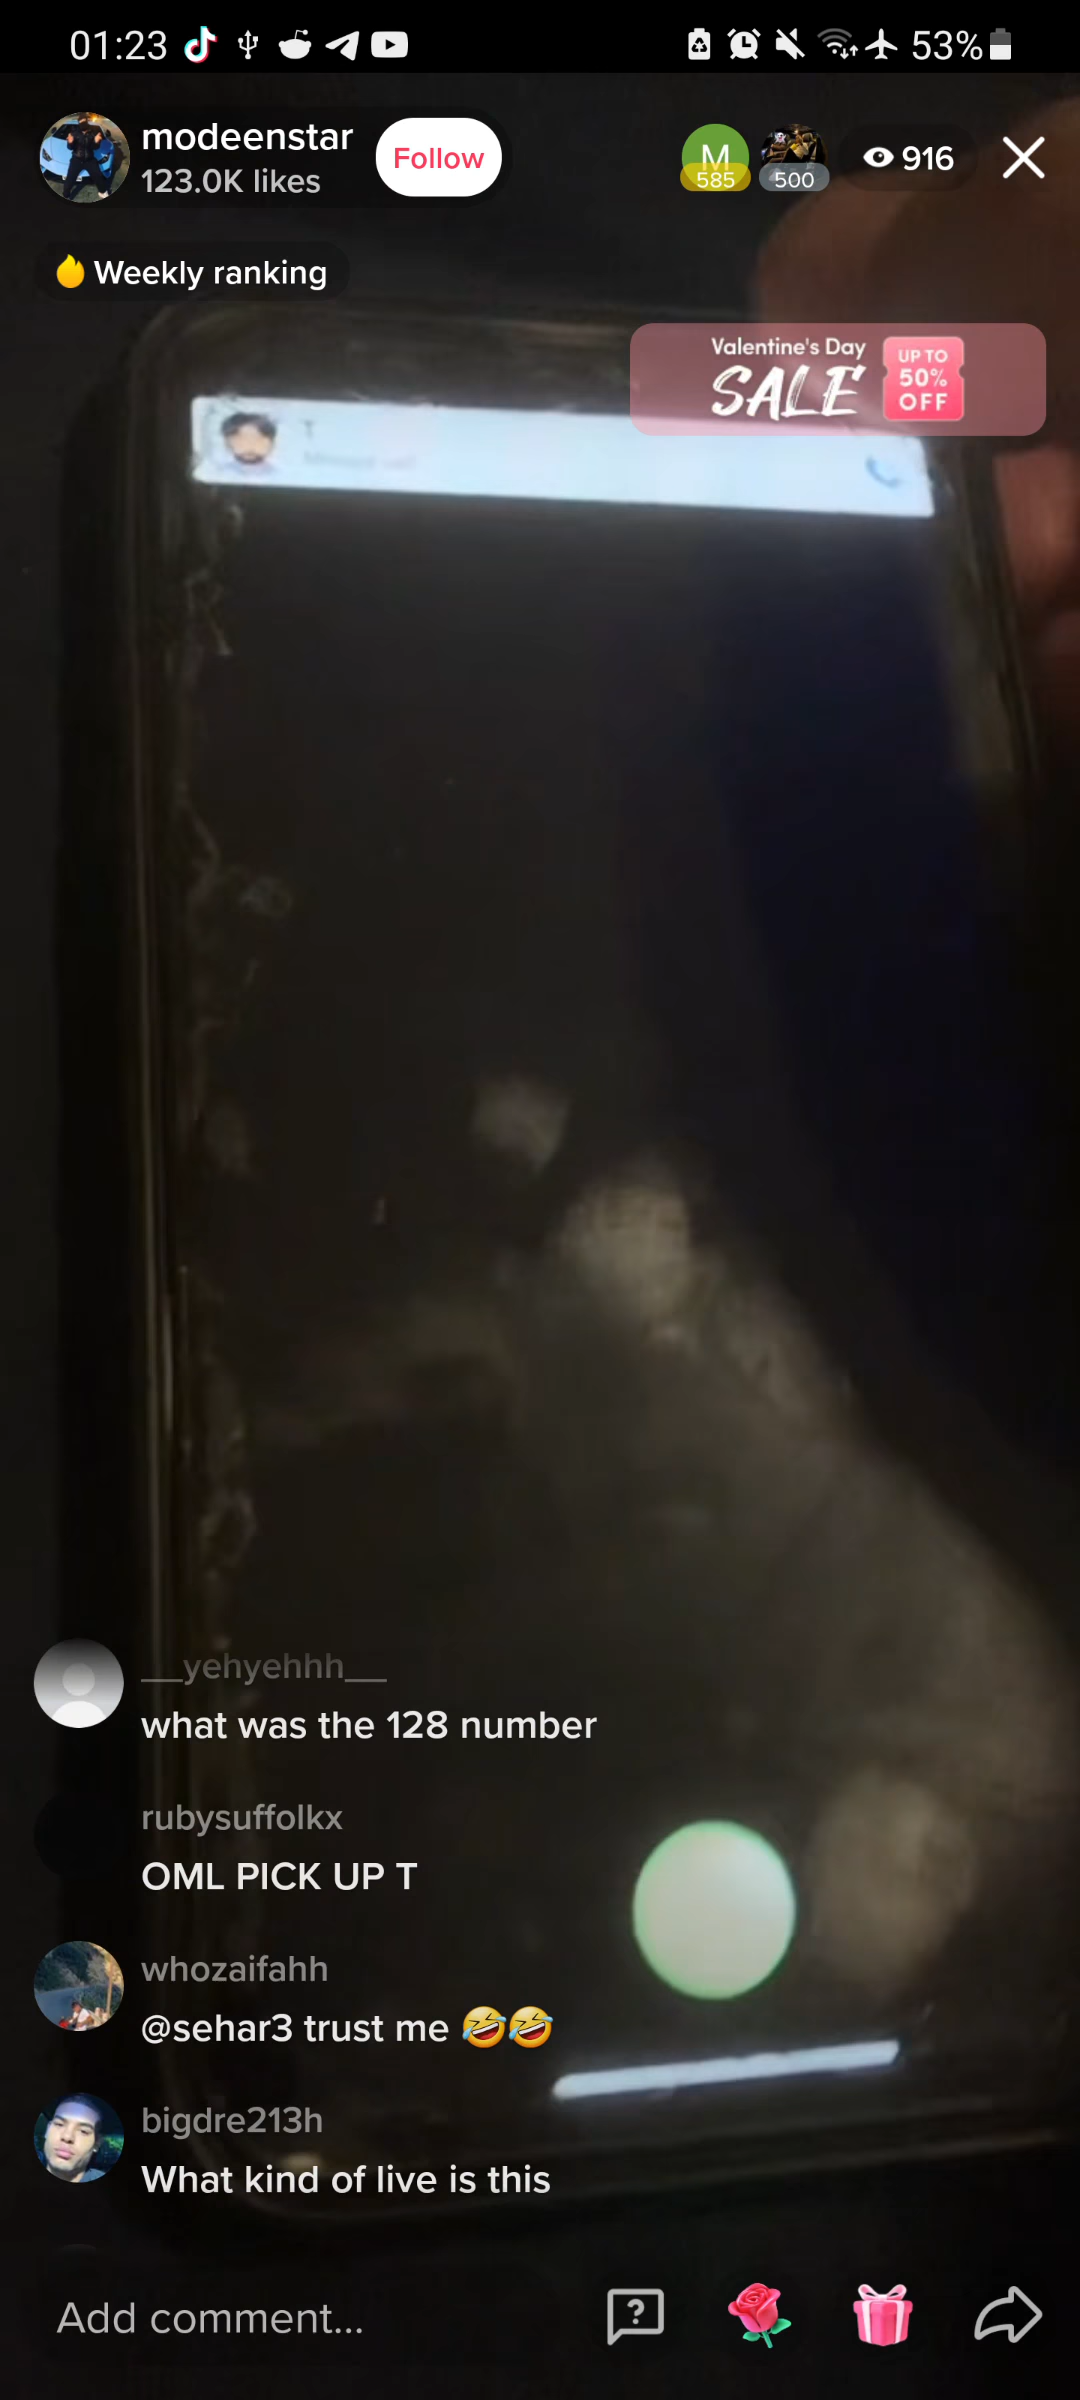 01:23
53%
modeenstar
123.0K likes
Follow
M
585
500
916
Weekly ranking
Valentine's Day
SALE
UP TO
50%
OFF
T
__yehyehhh__
what was the 128 number
rubysuffolkx
OML PICK UP T
whozaifahh
@sehar3 trust me 🤣🤣
bigdre213h
What kind of live is this
Add comment...